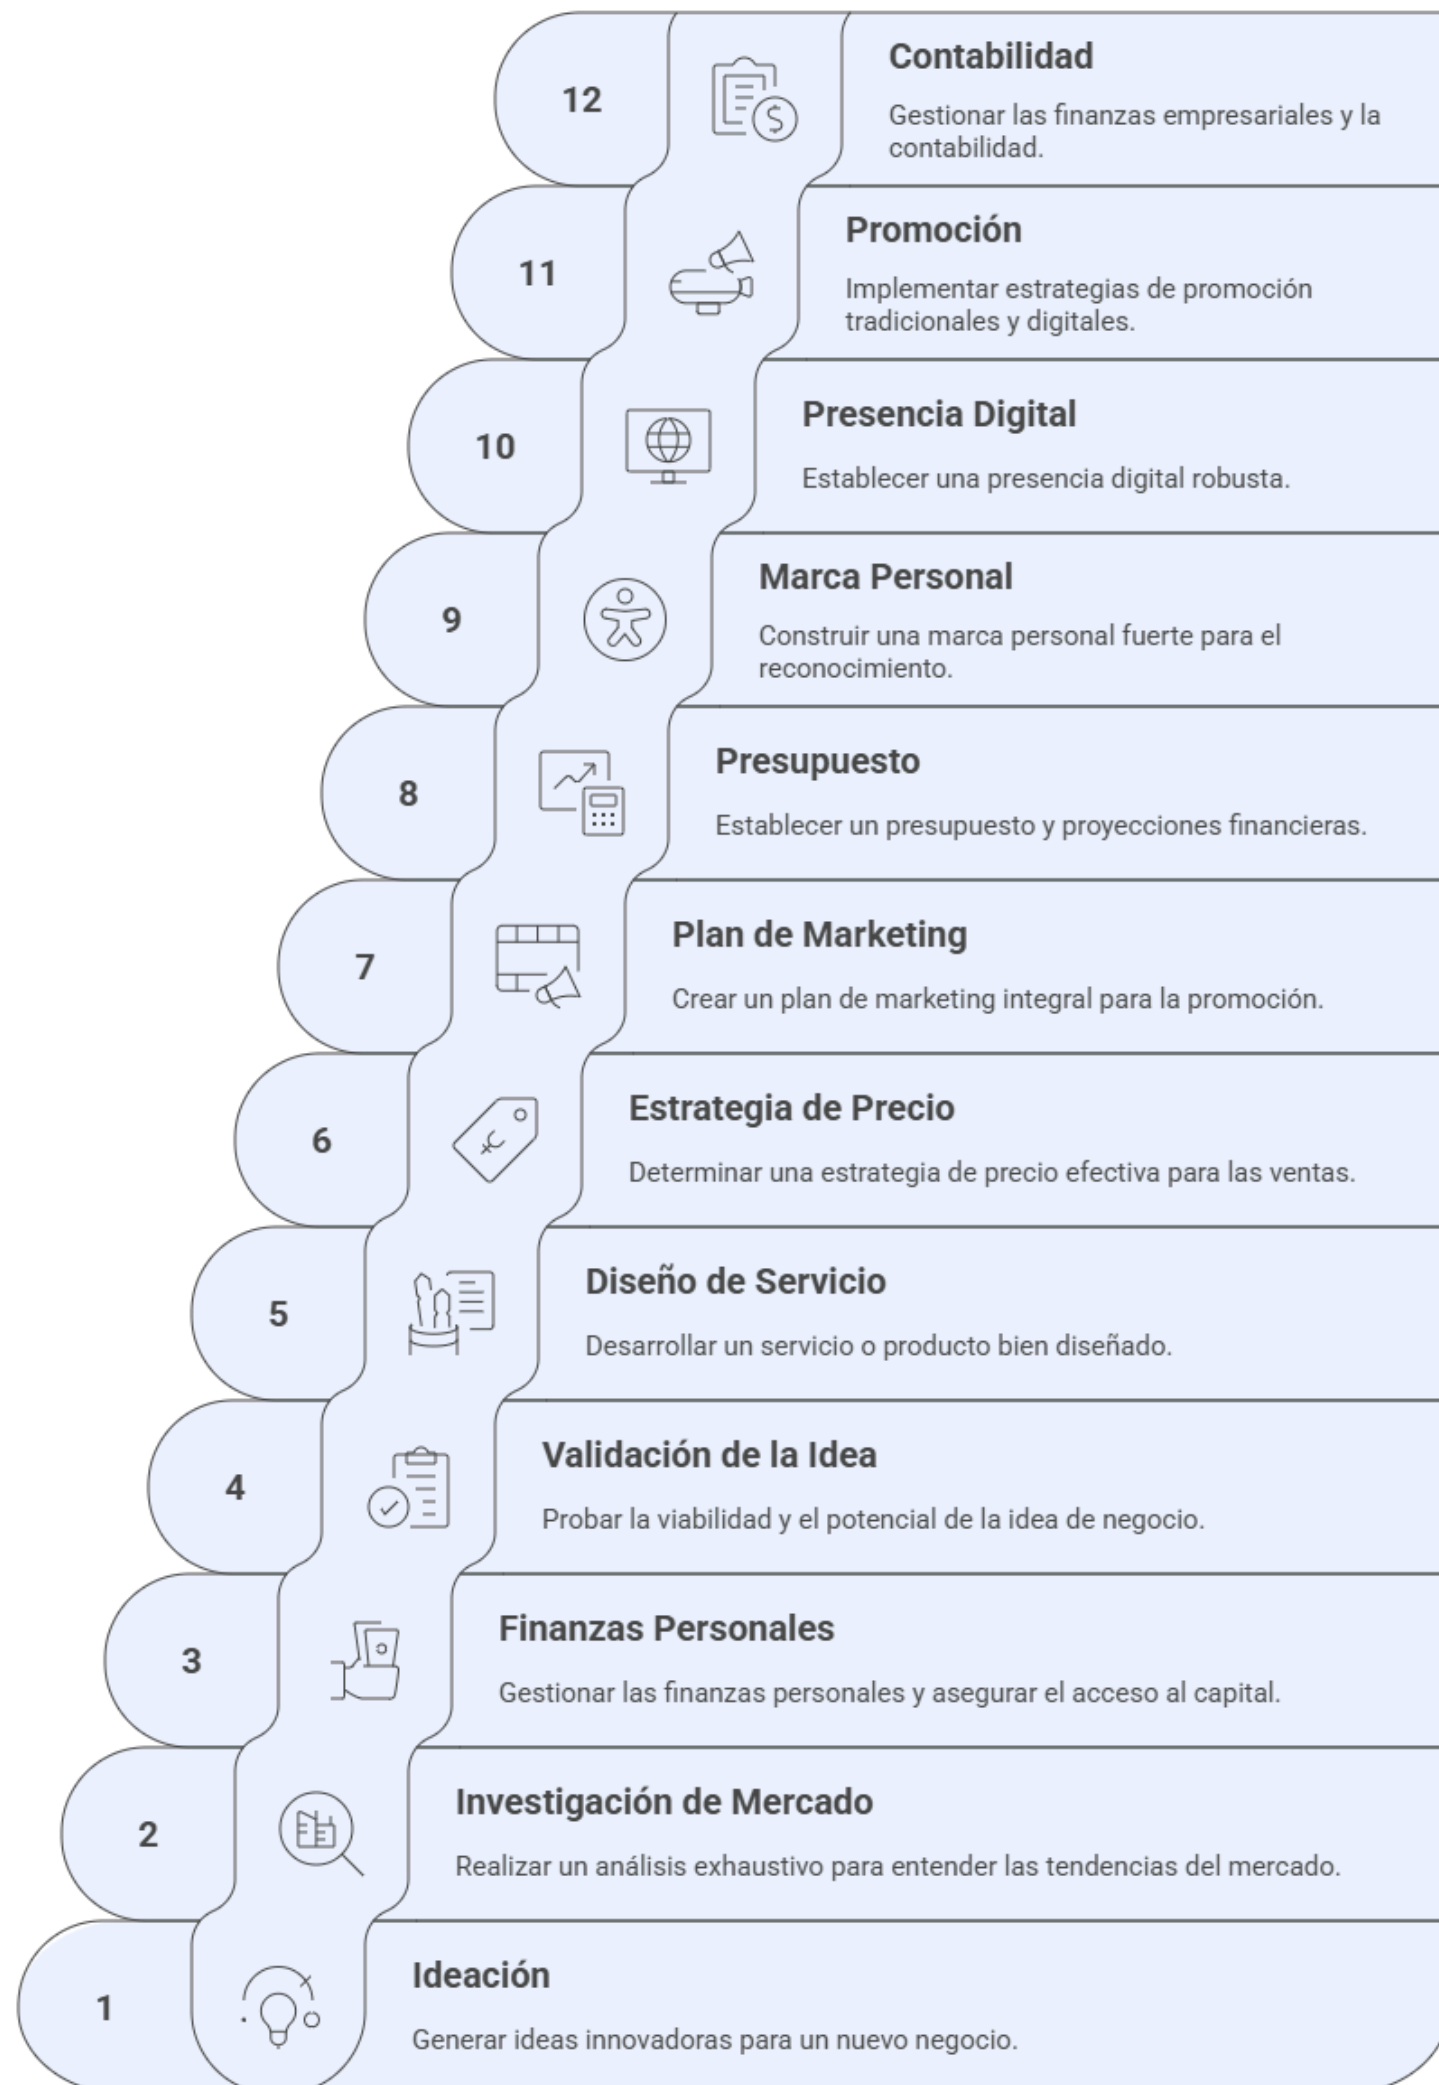 12
Contabilidad
Gestionar las finanzas empresariales y la
contabilidad.
11
Promoción
Implementar estrategias de promoción
tradicionales y digitales.
10
Presencia Digital
Establecer una presencia digital robusta.
9
Marca Personal
Construir una marca personal fuerte para el
reconocimiento.
8
Presupuesto
Establecer un presupuesto y proyecciones financieras.
7
Plan de Marketing
Crear un plan de marketing integral para la promoción.
6
Estrategia de Precio
Determinar una estrategia de precio efectiva para las ventas.
5
Diseño de Servicio
Desarrollar un servicio o producto bien diseñado.
4
Validación de la Idea
Probar la viabilidad y el potencial de la idea de negocio.
3
Finanzas Personales
Gestionar las finanzas personales y asegurar el acceso al capital.
2
Investigación de Mercado
Realizar un análisis exhaustivo para entender las tendencias del mercado.
1
Ideación
Generar ideas innovadoras para un nuevo negocio.